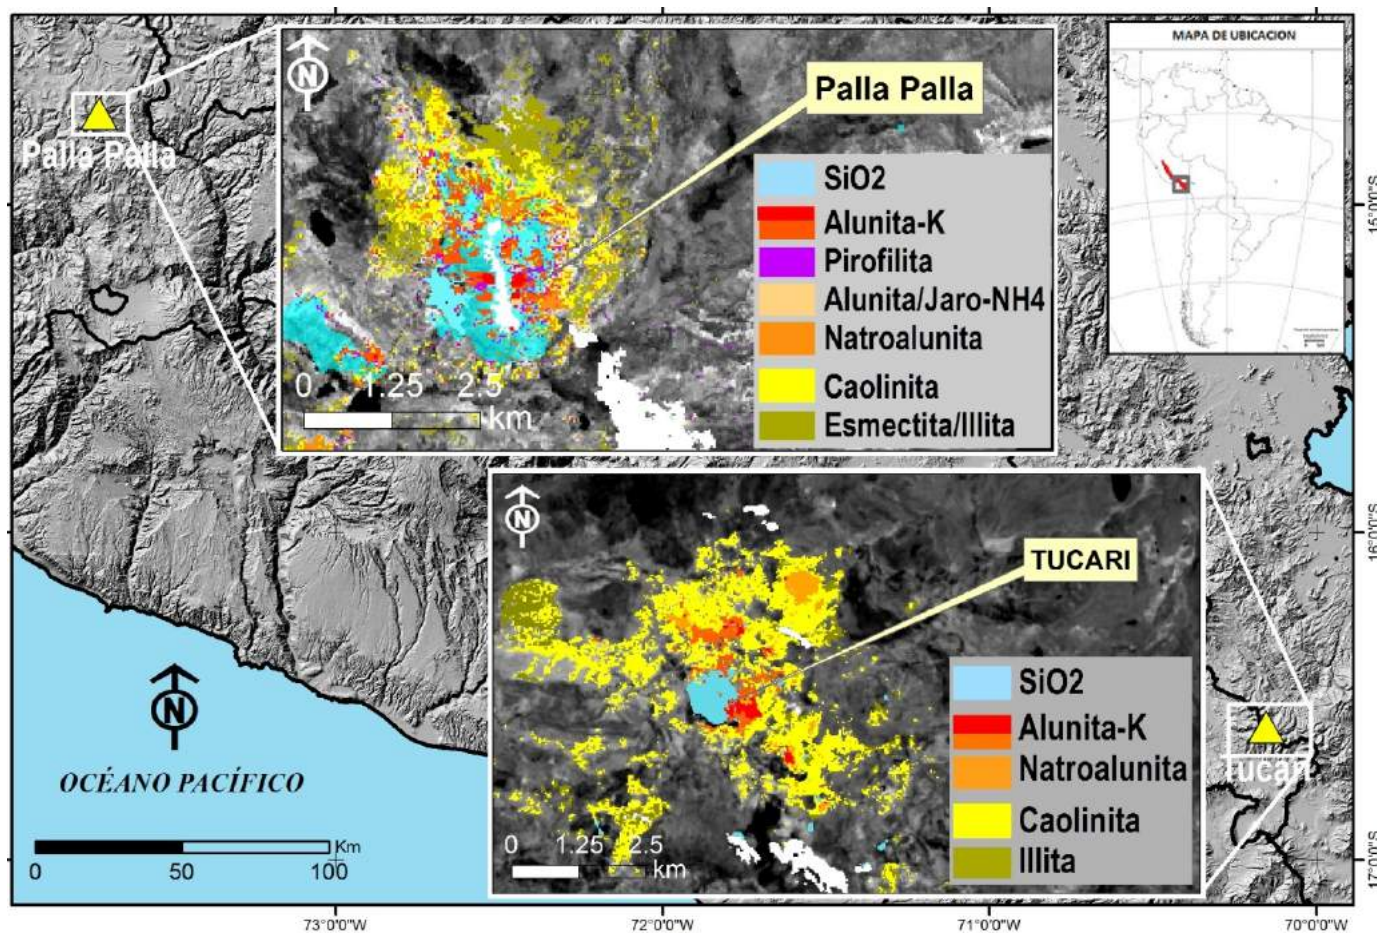 MAPA DE UBICACION
N
Palla Palla
Palla Palla
SiO2
Alunita-K
Pirofilita
Alunita/Jaro-NH4
Natroalunita
Caolinita
Esmectita/Illita
0 1.25 2.5
km
15°0'0"S
16°0'0"S
17°0'0"S
N
TUCARI
SiO2
Alunita-K
Natroalunita
Caolinita
Illita
0 1.25 2.5
km
Tucari
N
OCÉANO PACÍFICO
Km
0 50 100
73°0'0"W
72°0'0"W
71°0'0"W
70°0'0"W